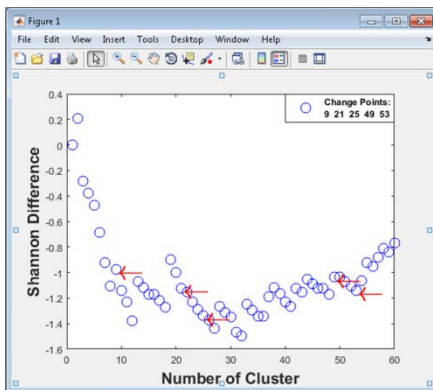 Figure 1
File Edit View Insert Tools Desktop Window Help
Change Points:
9 21 25 49 53
0.4
0.2
0
-0.2
-0.4
-0.6
-0.8
-1
-1.2
-1.4
-1.6
Shannon Difference
0 10 20 30 40 50 60
Number of Cluster